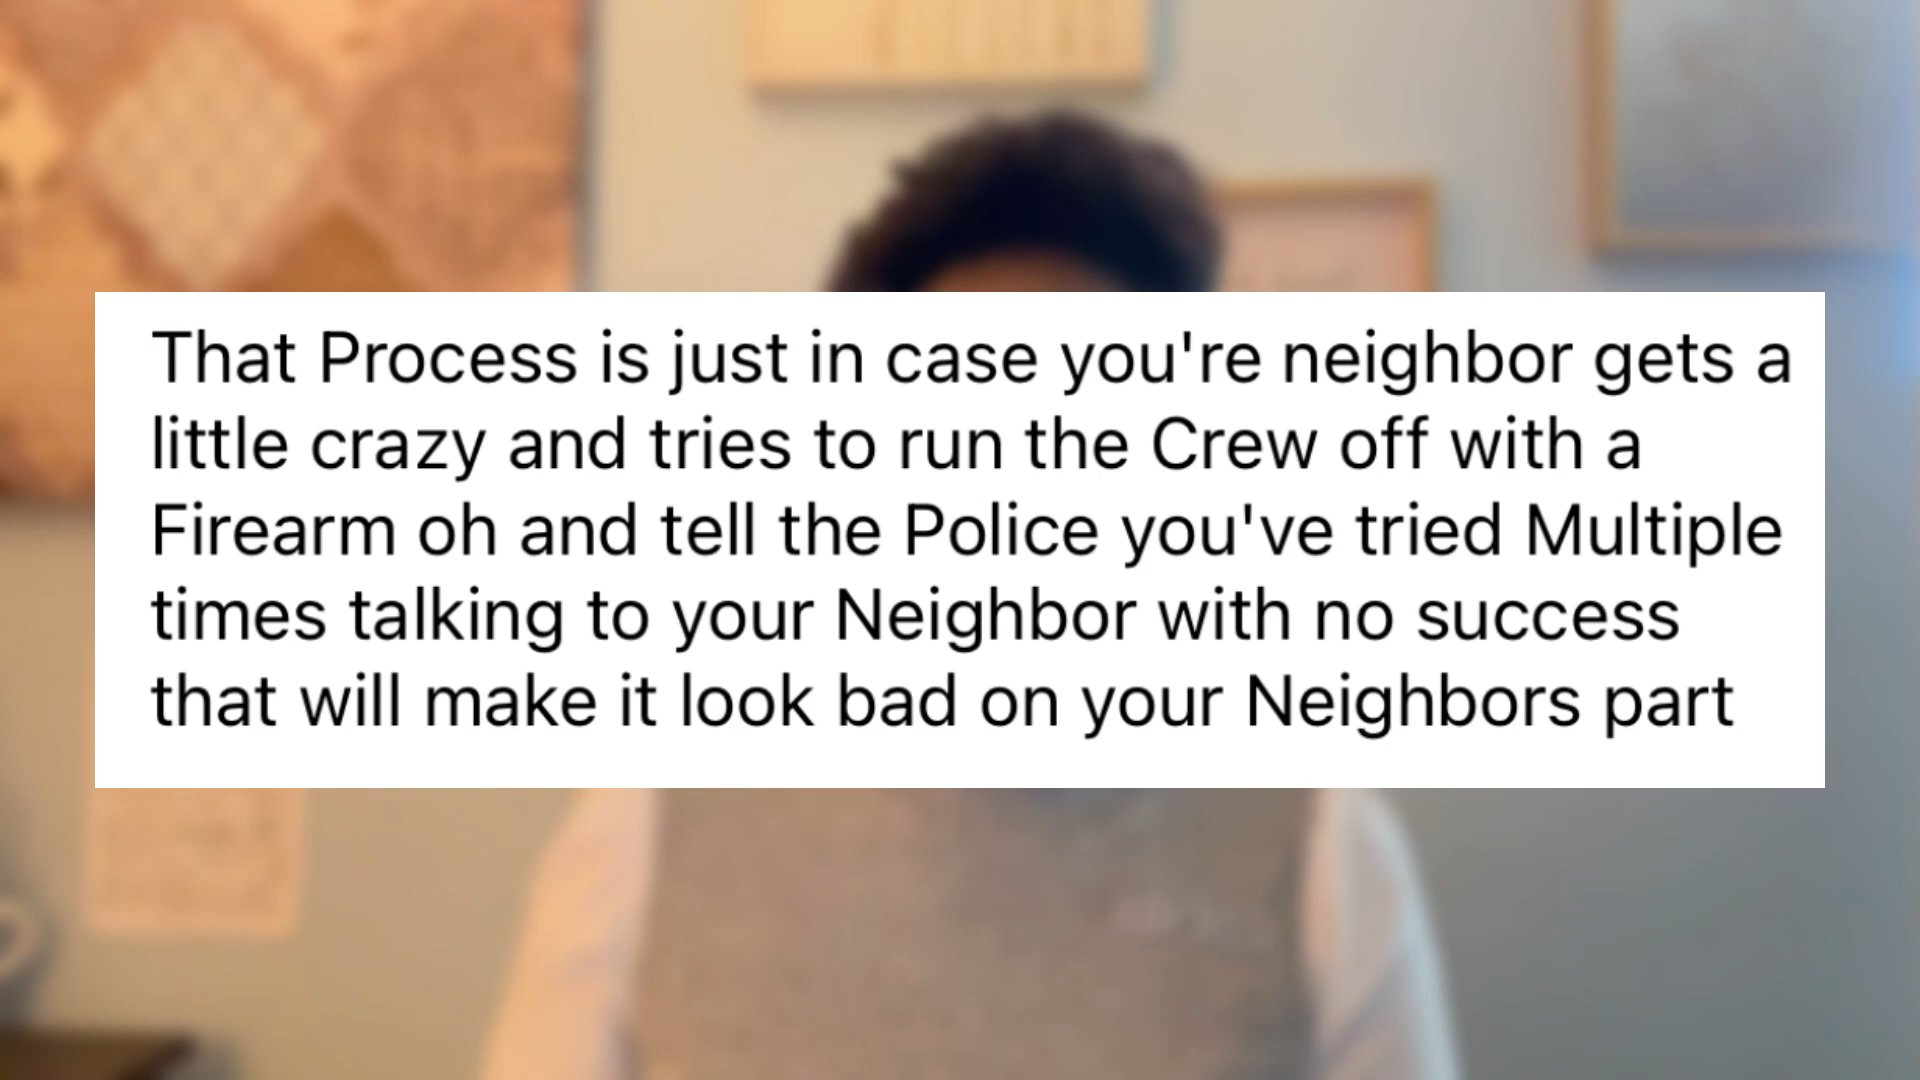 That Process is just in case you're neighbor gets a
little crazy and tries to run the Crew off with a
Firearm oh and tell the Police you've tried Multiple
times talking to your Neighbor with no success
that will make it look bad on your Neighbors part